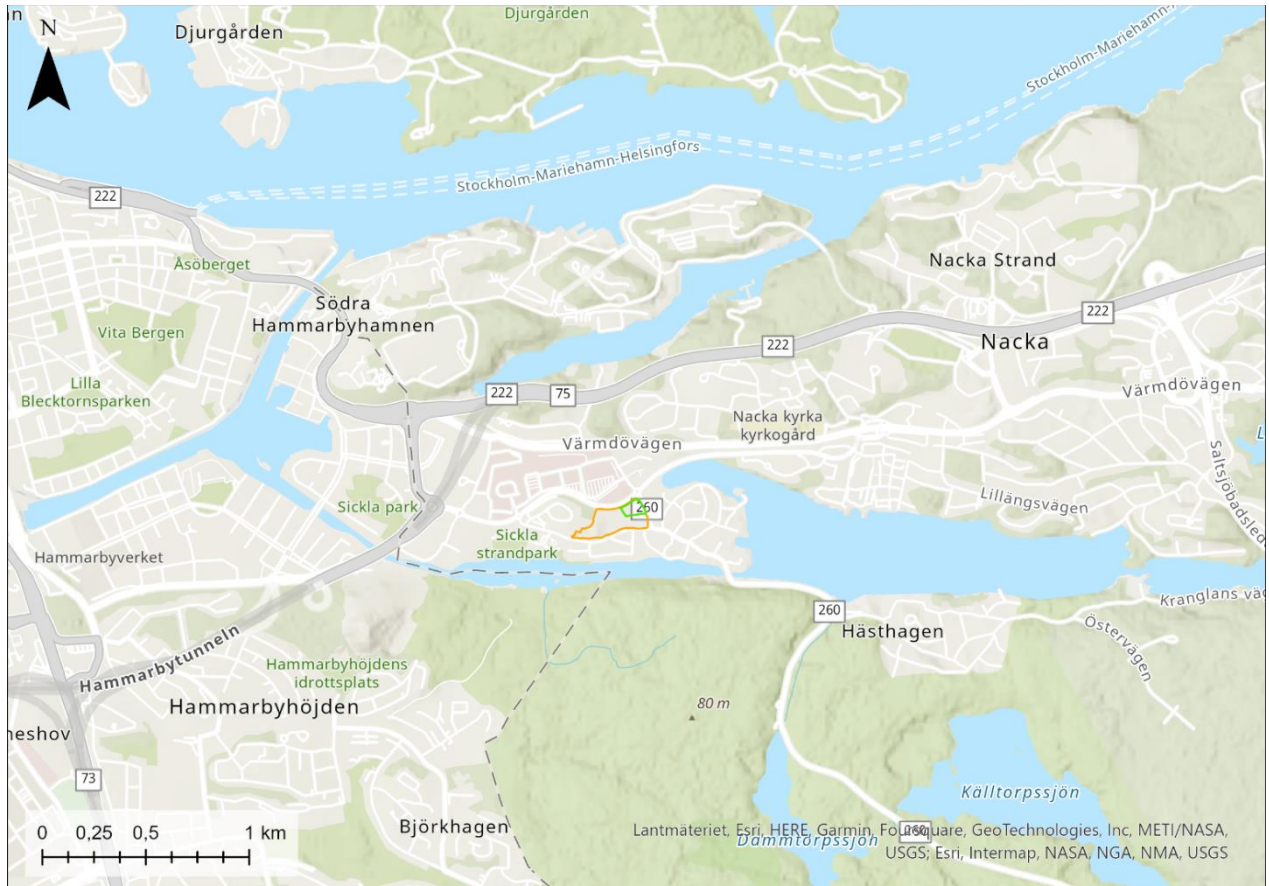 Djurgården
Djurgården
N
Stockholm-Mariehamn-
Stockholm-Mariehamn-Helsingfors
222
Åsöberget
Nacka Strand
Södra
Hammarbyhamnen
222
Vita Bergen
222
Nacka
Lilla
Blecktornsparken
222
75
Värmdövägen
Nacka kyrka
kyrkogård
Värmdövägen
Saltsjöbadslede
Lillängsvägen
Sickla park
260
Sickla
strandpark
Hammarbyverket
Kranglans väg
260
Hästhagen
Östervägen
Hammarbytunneln
Hammarbyhöjdens
idrottsplats
80 m
Hammarbyhöjden
neshov
73
Källtorpssjön
Björkhagen
0 0,25 0,5 1 km
Dammtorpssjön
260
Lantmäteriet, Esri, HERE, Garmin, Foursquare, GeoTechnologies, Inc, METI/NASA,
USGS; Esri, Intermap, NASA, NGA, NMA, USGS